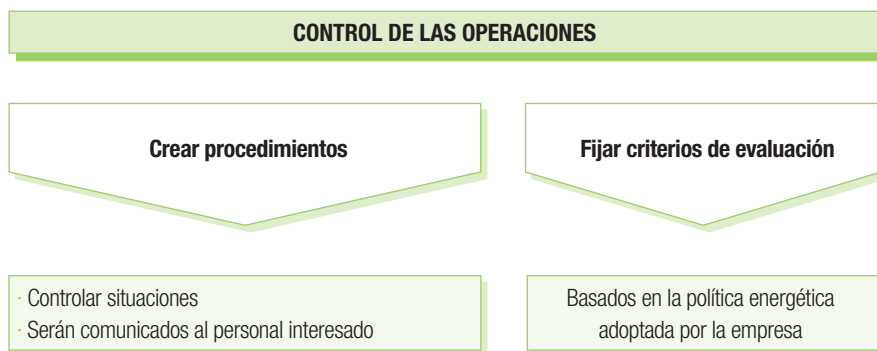 CONTROL DE LAS OPERACIONES
Crear procedimientos
Fijar criterios de evaluación
· Controlar situaciones
· Serán comunicados al personal interesado
Basados en la política energética
adoptada por la empresa